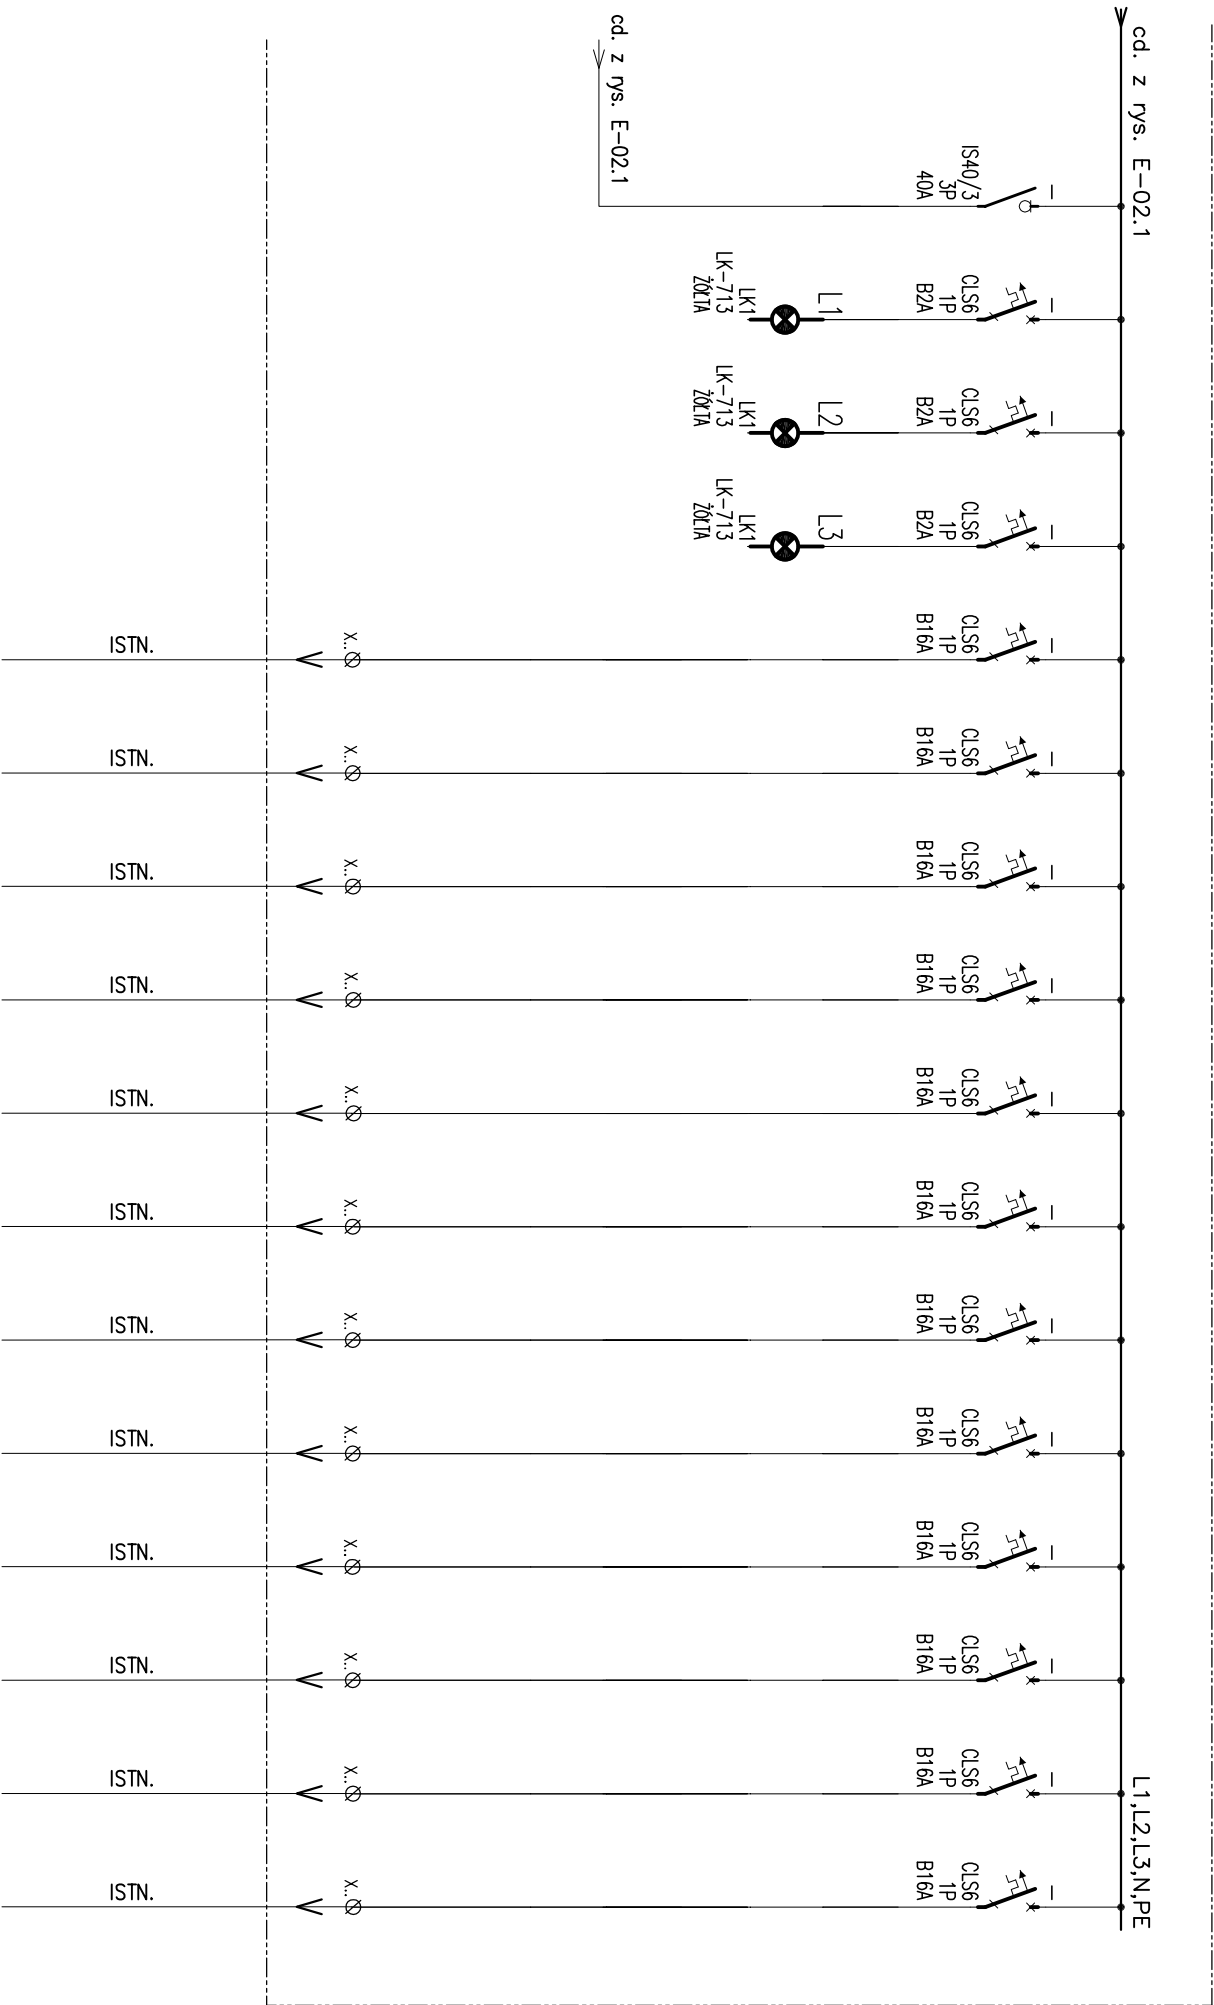 cd. z rys. E-02.1
L1,L2,L3,N,PE
cd. z rys. E-02.1
I
IS40/3
3P
40A
I
CLS6
1P
B2A
L1
LK1
LK-713
ŻÓŁTA
I
CLS6
1P
B2A
L2
LK1
LK-713
ŻÓŁTA
I
CLS6
1P
B2A
L3
LK1
LK-713
ŻÓŁTA
I
CLS6
1P
B16A
X..
ISTN.
I
CLS6
1P
B16A
X..
ISTN.
I
CLS6
1P
B16A
X..
ISTN.
I
CLS6
1P
B16A
X..
ISTN.
I
CLS6
1P
B16A
X..
ISTN.
I
CLS6
1P
B16A
X..
ISTN.
I
CLS6
1P
B16A
X..
ISTN.
I
CLS6
1P
B16A
X..
ISTN.
I
CLS6
1P
B16A
X..
ISTN.
I
CLS6
1P
B16A
X..
ISTN.
I
CLS6
1P
B16A
X..
ISTN.
I
CLS6
1P
B16A
X..
ISTN.